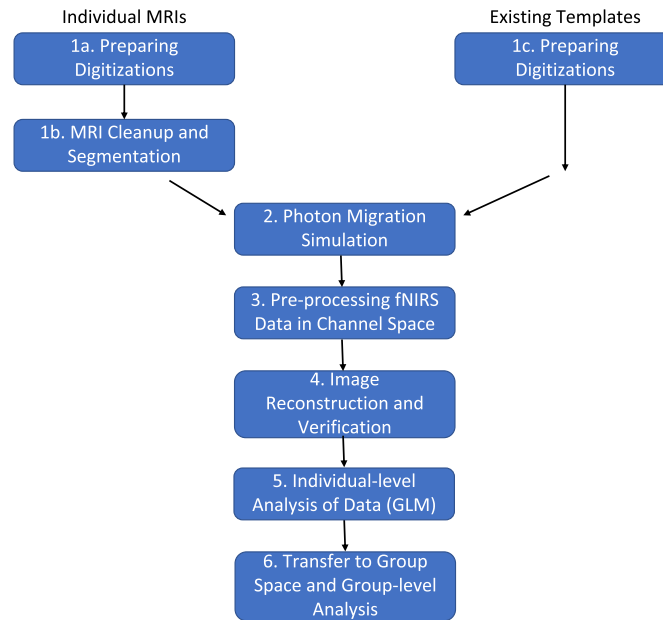 Individual MRIs
Existing Templates
1a. Preparing
Digitizations
1c. Preparing
Digitizations
1b. MRI Cleanup and
Segmentation
2. Photon Migration
Simulation
3. Pre-processing fNIRS
Data in Channel Space
4. Image
Reconstruction and
Verification
5. Individual-level
Analysis of Data (GLM)
6. Transfer to Group
Space and Group-level
Analysis